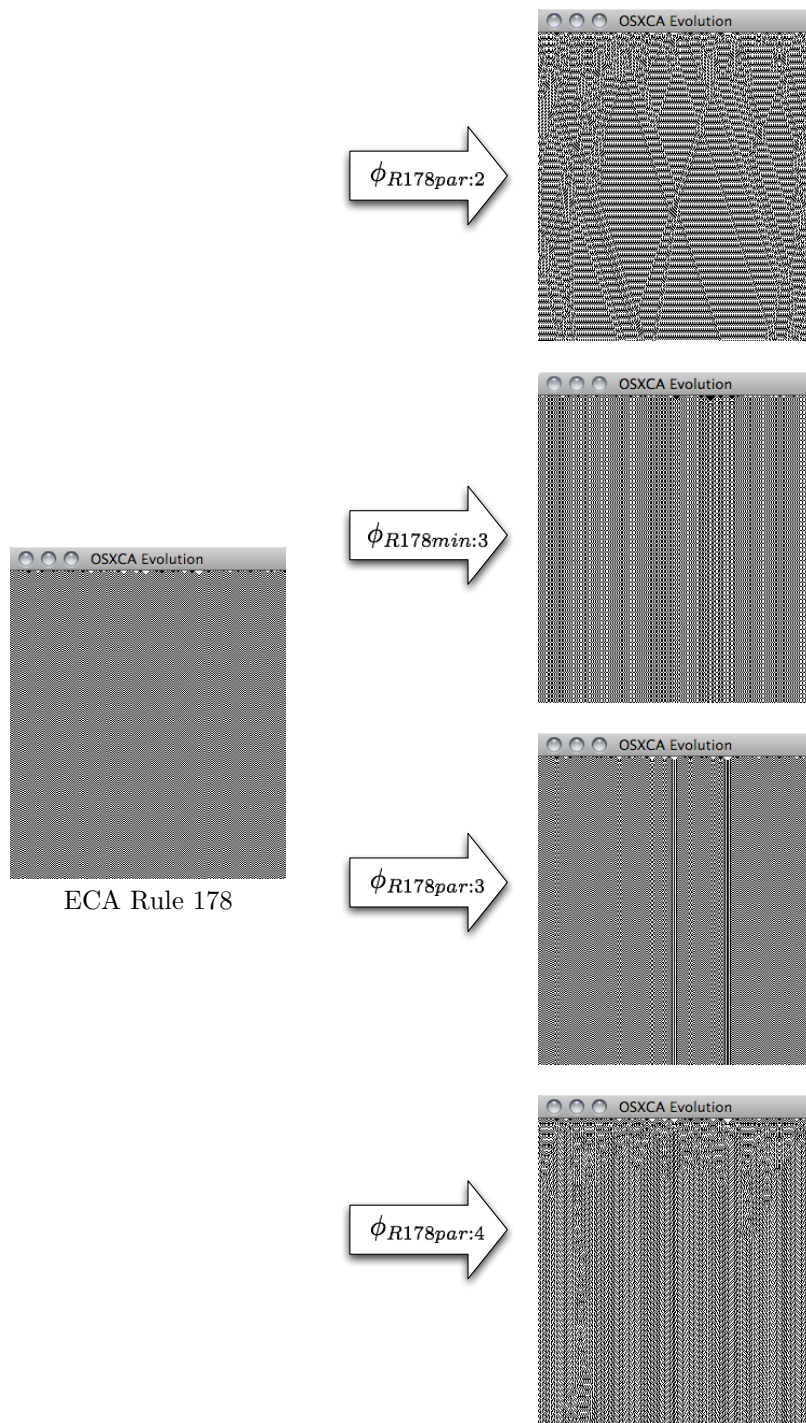 OSXCA Evolution
ϕR178par:2
OSXCA Evolution
ϕR178min:3
OSXCA Evolution
ECA Rule 178
OSXCA Evolution
ϕR178par:3
OSXCA Evolution
ϕR178par:4